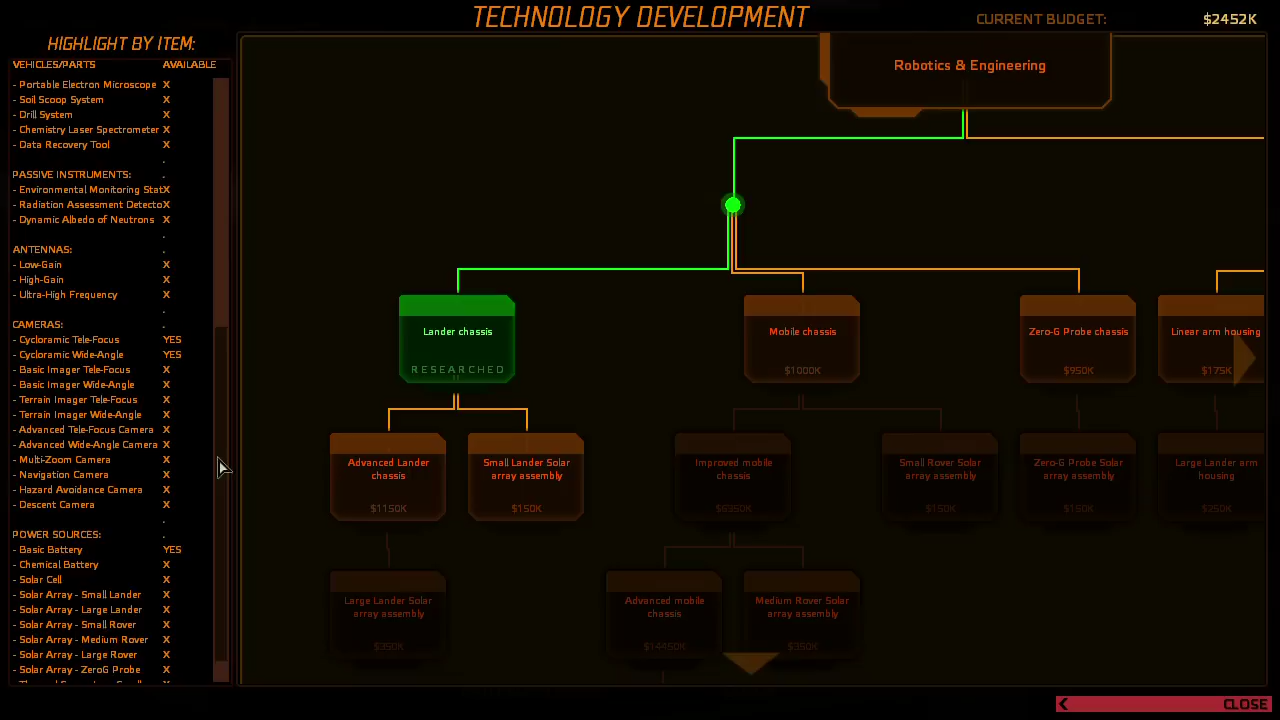 TECHNOLOGY DEVELOPMENT
CURRENT BUDGET: $2452K
HIGHLIGHT BY ITEM:
VEHICLES/PARTS AVAILABLE
- Portable Electron Microscope X
- Soil Scoop System X
- Drill System X
- Chemistry Laser Spectrometer X
- Data Recovery Tool X
.
PASSIVE INSTRUMENTS: .
- Environmental Monitoring Stat X
- Radiation Assessment Detecto X
- Dynamic Albedo of Neutrons X
.
ANTENNAS: .
- Low-Gain X
- High-Gain X
- Ultra-High Frequency X
.
CAMERAS: .
- Cycloramic Tele-Focus YES
- Cycloramic Wide-Angle YES
- Basic Imager Tele-Focus X
- Basic Imager Wide-Angle X
- Terrain Imager Tele-Focus X
- Terrain Imager Wide-Angle X
- Advanced Tele-Focus Camera X
- Advanced Wide-Angle Camera X
- Multi-Zoom Camera X
- Navigation Camera X
- Hazard Avoidance Camera X
- Descent Camera X
.
POWER SOURCES: .
- Basic Battery YES
- Chemical Battery X
- Solar Cell X
- Solar Array - Small Lander X
- Solar Array - Large Lander X
- Solar Array - Small Rover X
- Solar Array - Medium Rover X
- Solar Array - Large Rover X
- Solar Array - ZeroG Probe X
Robotics & Engineering
Lander chassis
RESEARCHED
Mobile chassis
$1000K
Zero-G Probe chassis
$950K
Linear arm housing
$175K
Advanced Lander
chassis
$1150K
Small Lander Solar
array assembly
$150K
Improved mobile
chassis
Small Rover Solar
array assembly
$150K
Zero-G Probe Solar
array assembly
Large Lander arm
housing
$250K
Large Lander Solar
array assembly
$350K
Advanced mobile
chassis
$14450K
Medium Rover Solar
array assembly
$350K
CLOSE